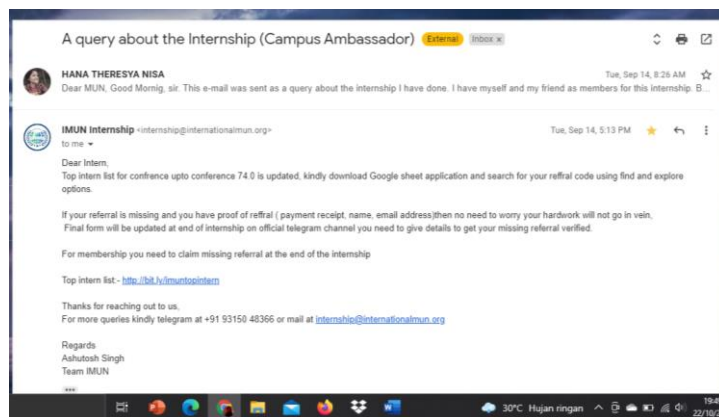 A query about the Internship (Campus Ambassador) External Inbox x
HANA THERESYA NISA Tue, Sep 14, 8:26 AM
Dear MUN, Good Mornig, sir. This e-mail was sent as a query about the internship I have done. I have myself and my friend as members for this internship. B...
IMUN Internship <internship@internationalmun.org> Tue, Sep 14, 5:13 PM
to me
Dear Intern,
Top intern list for confrence upto conference 74.0 is updated, kindly download Google sheet application and search for your reffral code using find and explore
options.
If your referral is missing and you have proof of reffral ( payment receipt, name, email address)then no need to worry your hardwork will not go in vein,
Final form will be updated at end of internship on official telegram channel you need to give details to get your missing referral verified.
For membership you need to claim missing referral at the end of the internship
Top intern list:- http://bit.ly/imuntopintern
Thanks for reaching out to us,
For more queries kindly telegram at +91 93150 48366 or mail at internship@internationalmun.org
Regards
Ashutosh Singh
Team IMUN
30°C Hujan ringan